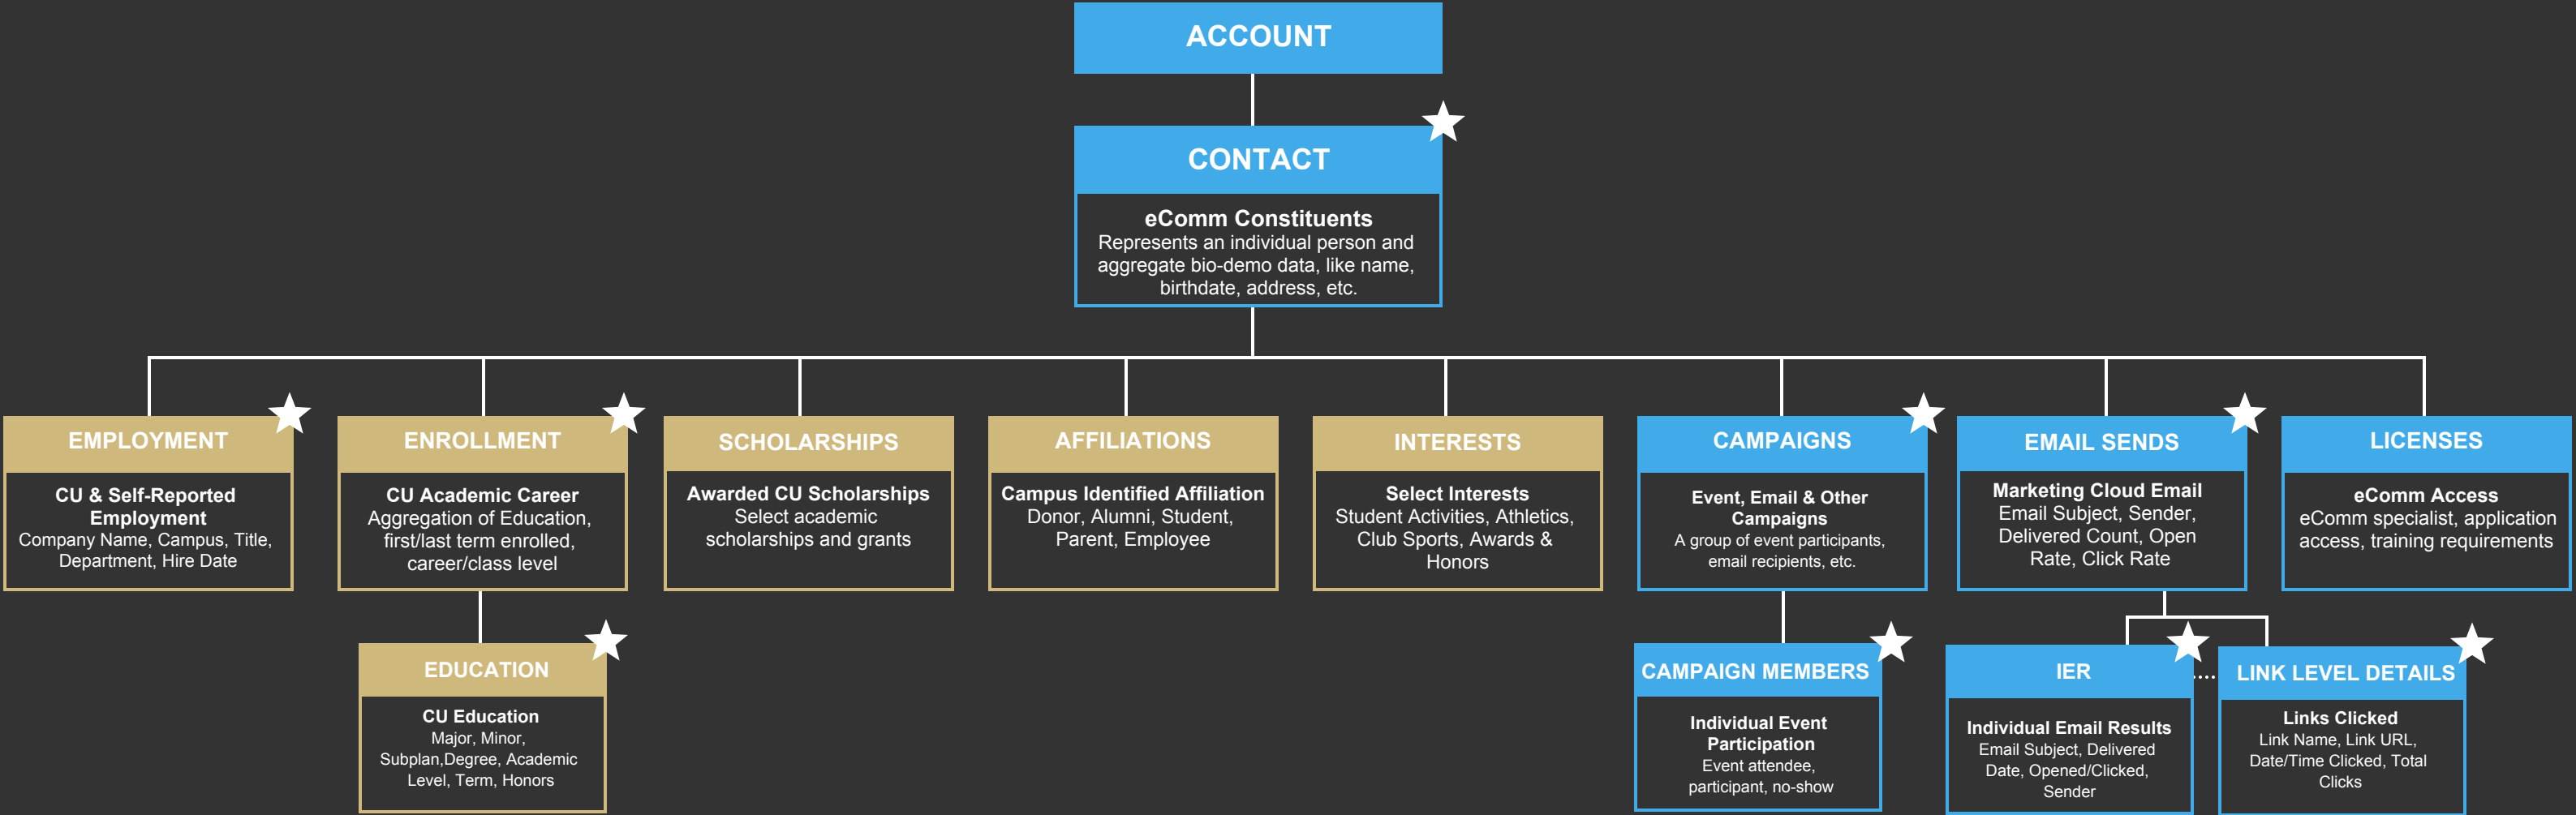 ACCOUNT
CONTACT
eComm Constituents
Represents an individual person and
aggregate bio-demo data, like name,
birthdate, address, etc.
EMPLOYMENT
CU & Self-Reported
Employment
Company Name, Campus, Title,
Department, Hire Date
ENROLLMENT
CU Academic Career
Aggregation of Education,
first/last term enrolled,
career/class level
SCHOLARSHIPS
Awarded CU Scholarships
Select academic
scholarships and grants
AFFILIATIONS
Campus Identified Affiliation
Donor, Alumni, Student,
Parent, Employee
INTERESTS
Select Interests
Student Activities, Athletics,
Club Sports, Awards &
Honors
CAMPAIGNS
Event, Email & Other
Campaigns
A group of event participants,
email recipients, etc.
EMAIL SENDS
Marketing Cloud Email
Email Subject, Sender,
Delivered Count, Open
Rate, Click Rate
LICENSES
eComm Access
eComm specialist, application
access, training requirements
EDUCATION
CU Education
Major, Minor,
Subplan,Degree, Academic
Level, Term, Honors
CAMPAIGN MEMBERS
Individual Event
Participation
Event attendee,
participant, no-show
IER
Individual Email Results
Email Subject, Delivered
Date, Opened/Clicked,
Sender
LINK LEVEL DETAILS
Links Clicked
Link Name, Link URL,
Date/Time Clicked, Total
Clicks